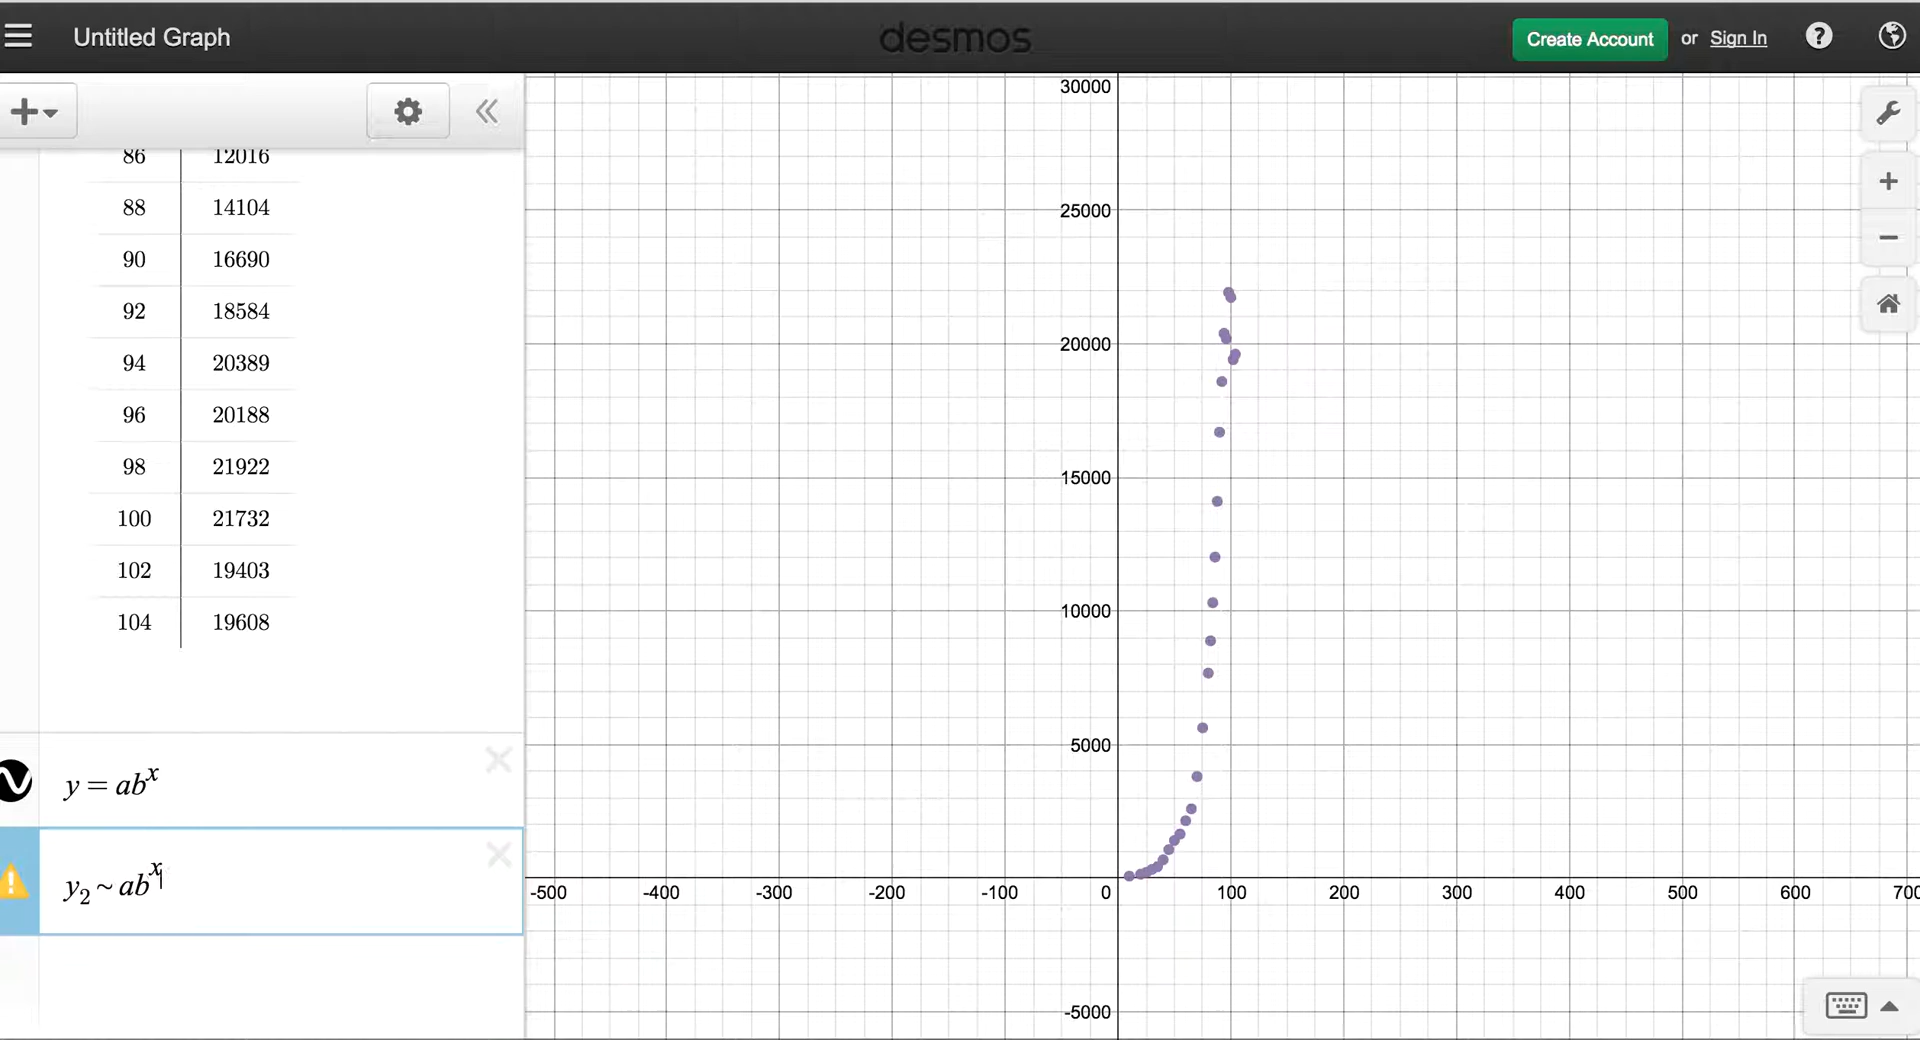 Untitled Graph
desmos
Create Account or Sign In ?
86 12016
88 14104
90 16690
92 18584
94 20389
96 20188
98 21922
100 21732
102 19403
104 19608
y = ab^x
y₂ ~ ab^x
30000
25000
20000
15000
10000
5000
-500 -400 -300 -200 -100 0 100 200 300 400 500 600 700
-5000